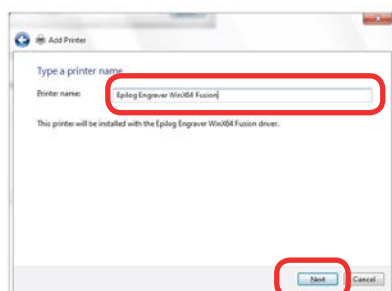 Add Printer
Type a printer name
Printer name: Epilog Engraver WinX64 Fusion
This printer will be installed with the Epilog Engraver WinX64 Fusion driver.
Next Cancel